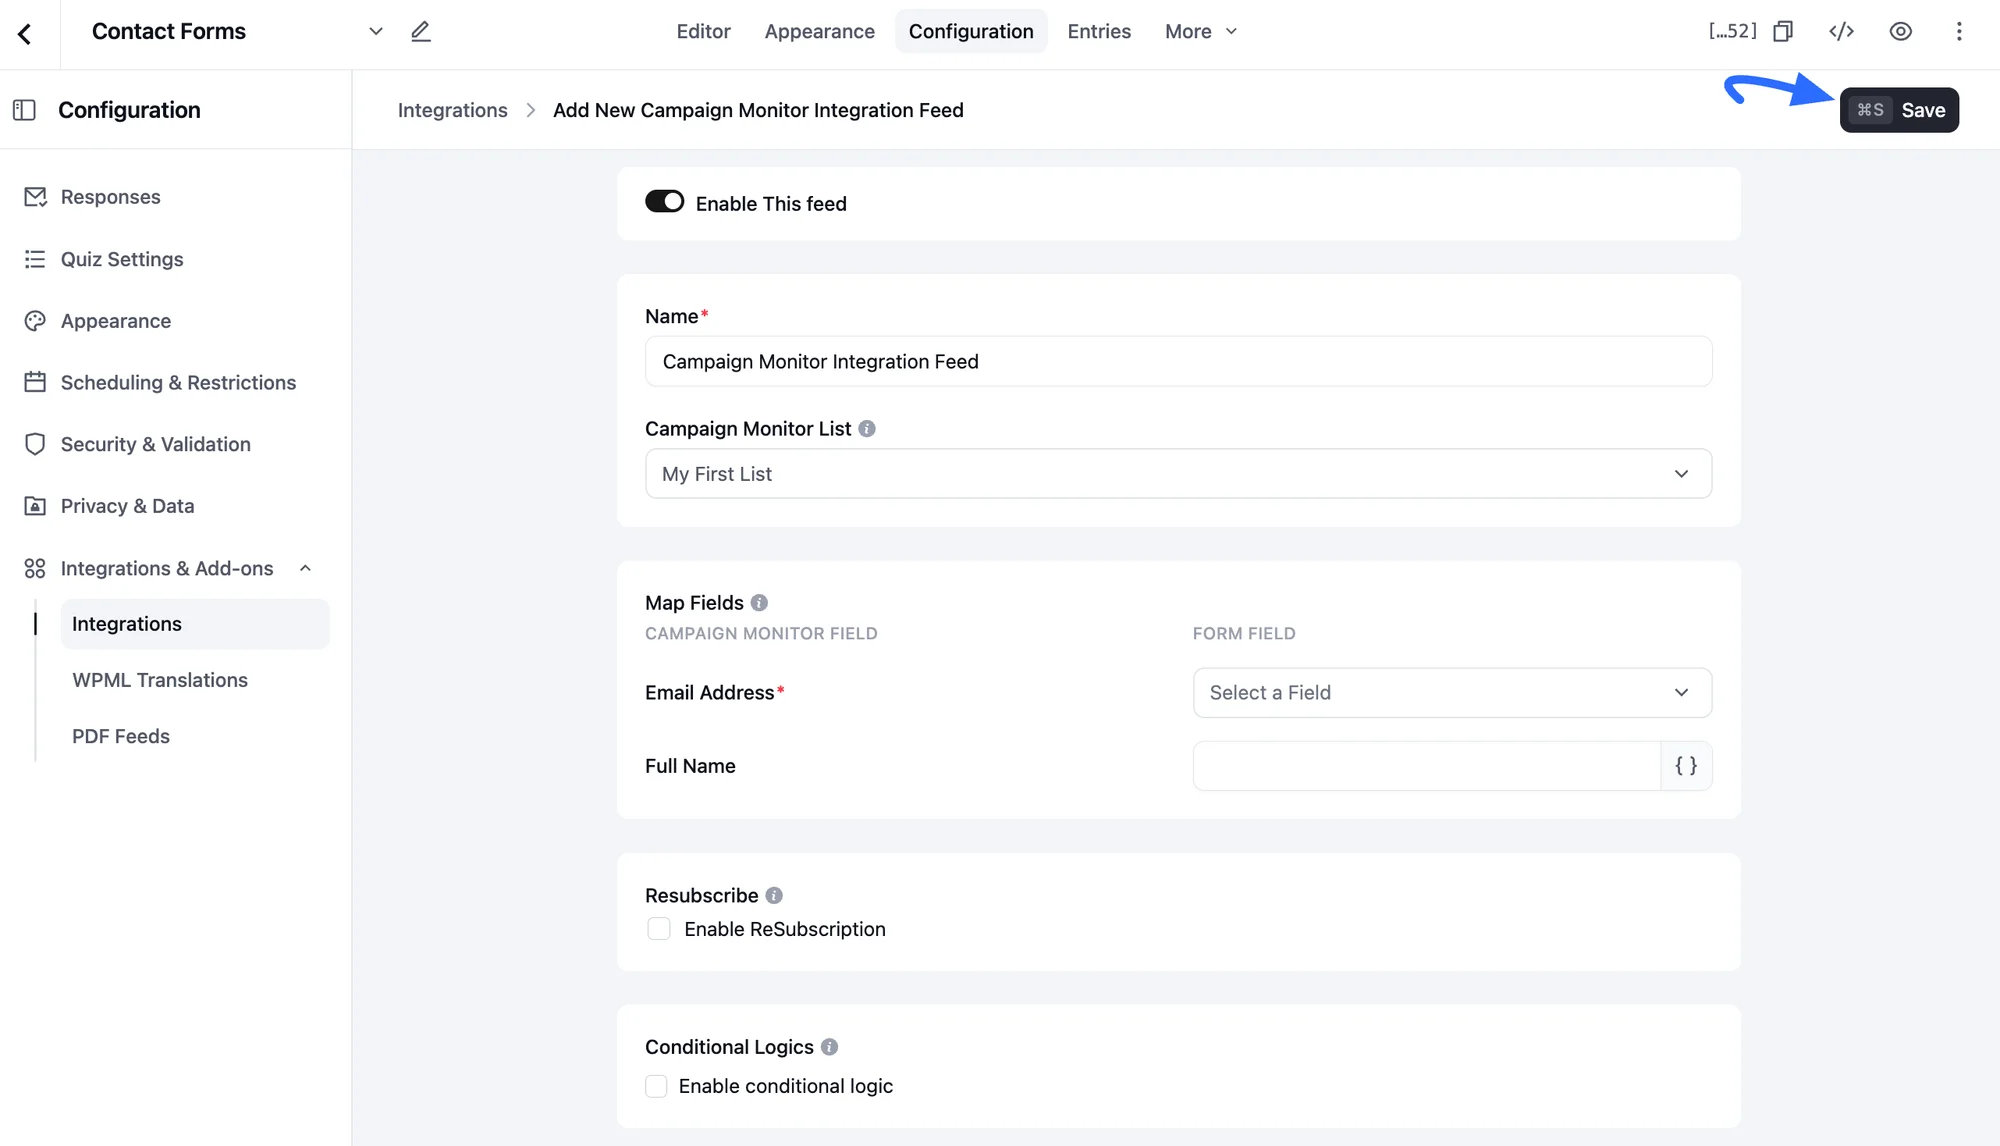 Contact Forms
Editor
Appearance
Configuration
Entries
More
[...52]
Configuration
Integrations
Add New Campaign Monitor Integration Feed
⌘S Save
Responses
Quiz Settings
Appearance
Scheduling & Restrictions
Security & Validation
Privacy & Data
Integrations & Add-ons
Integrations
WPML Translations
PDF Feeds
Enable This feed
Name*
Campaign Monitor Integration Feed
Campaign Monitor List
My First List
Map Fields
CAMPAIGN MONITOR FIELD
FORM FIELD
Email Address*
Select a Field
Full Name
{ }
Resubscribe
Enable ReSubscription
Conditional Logics
Enable conditional logic